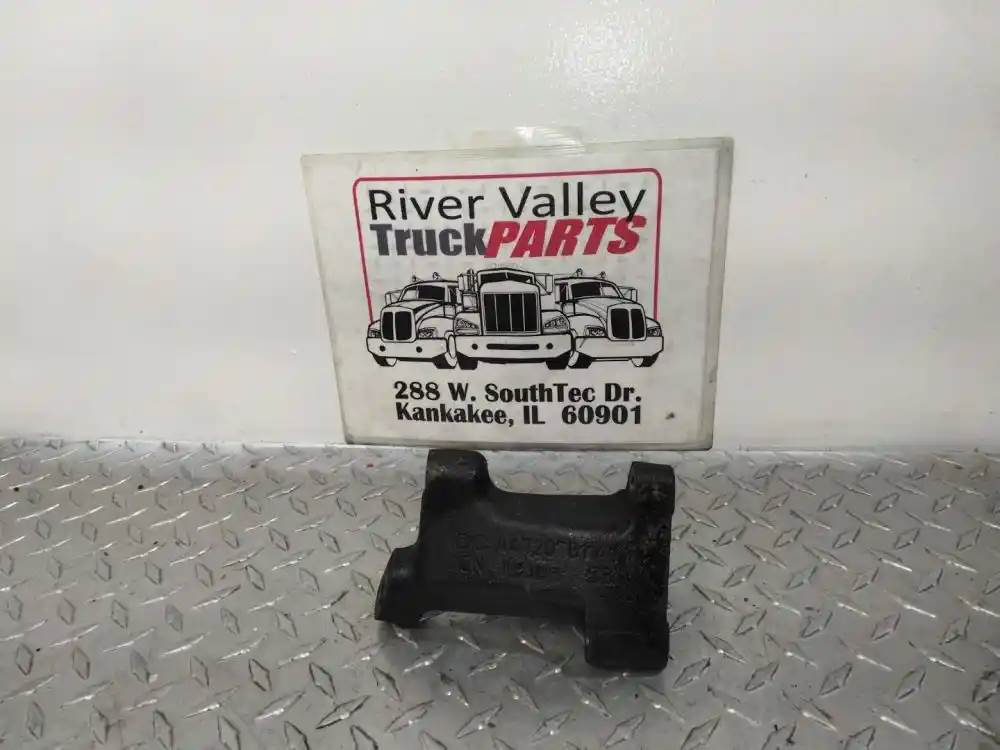 River Valley
TruckPARTS
288 W. SouthTec Dr.
Kankakee, IL 60901